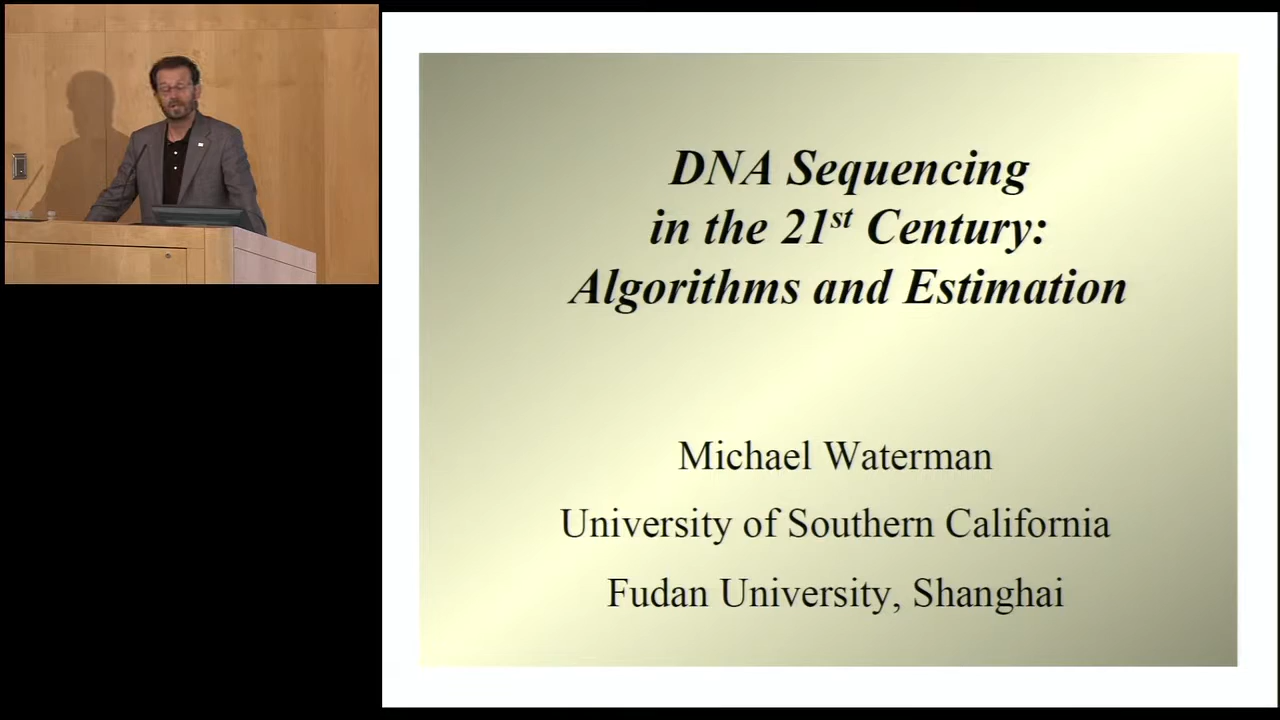 DNA Sequencing
in the 21st Century:
Algorithms and Estimation
Michael Waterman
University of Southern California
Fudan University, Shanghai